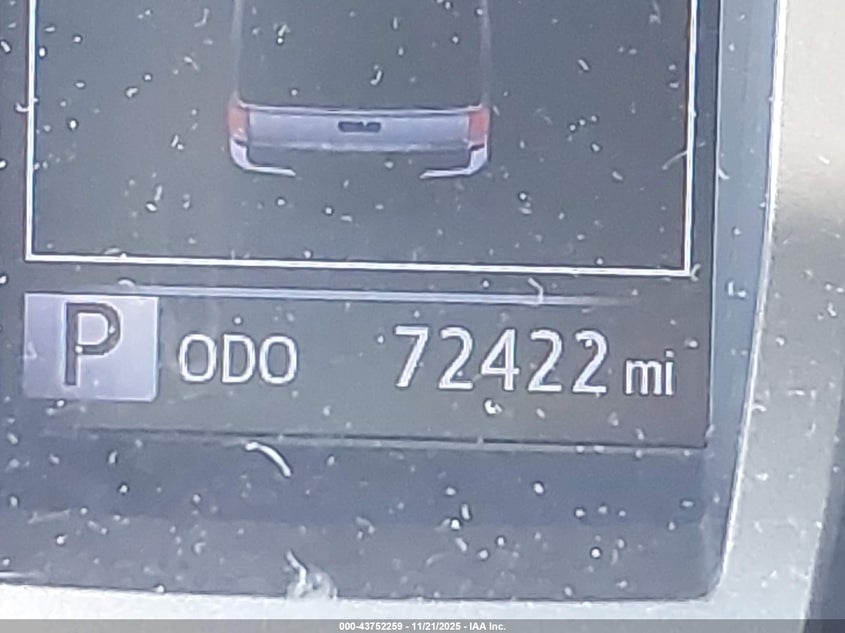 P ODO 72422 mi
000-43752259 - 11/21/2025 - IAA Inc.